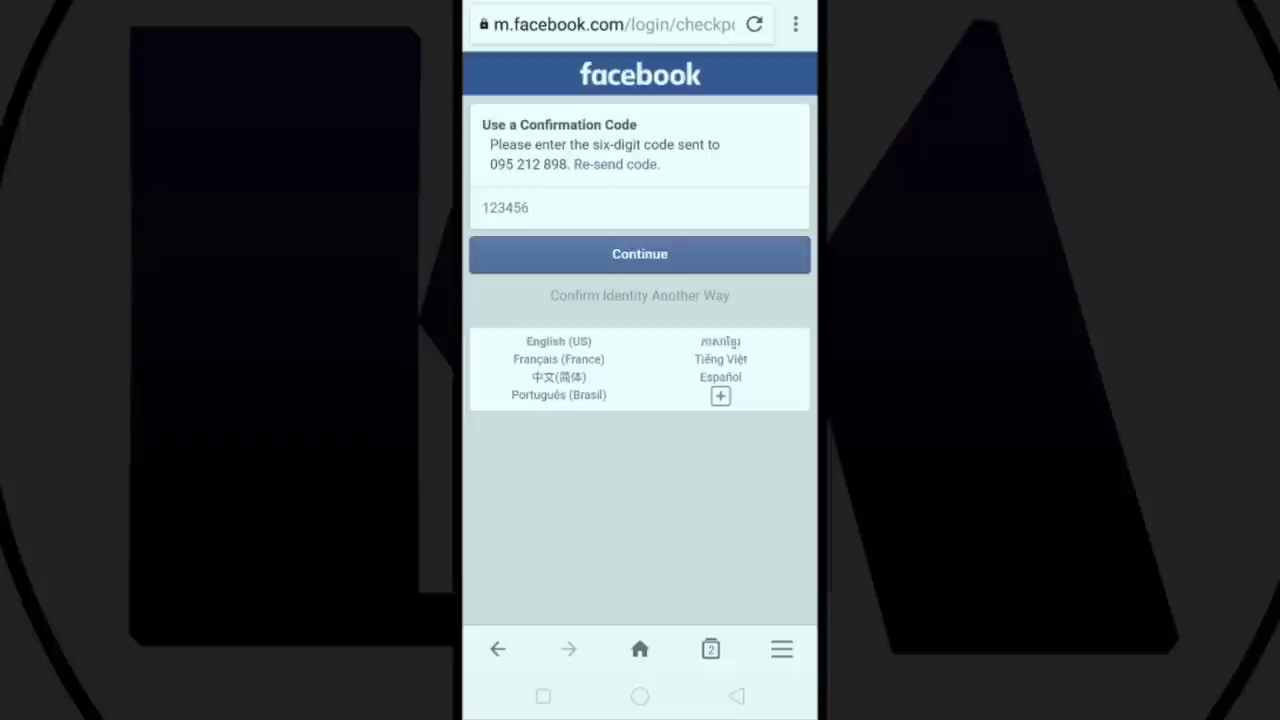 m.facebook.com/login/checkpo
facebook
Use a Confirmation Code
Please enter the six-digit code sent to
095 212 898. Re-send code.
123456
Continue
Confirm Identity Another Way
English (US)
ភាសាខ្មែរ
Français (France)
Tiếng Việt
中文(简体)
Español
Português (Brasil)
2